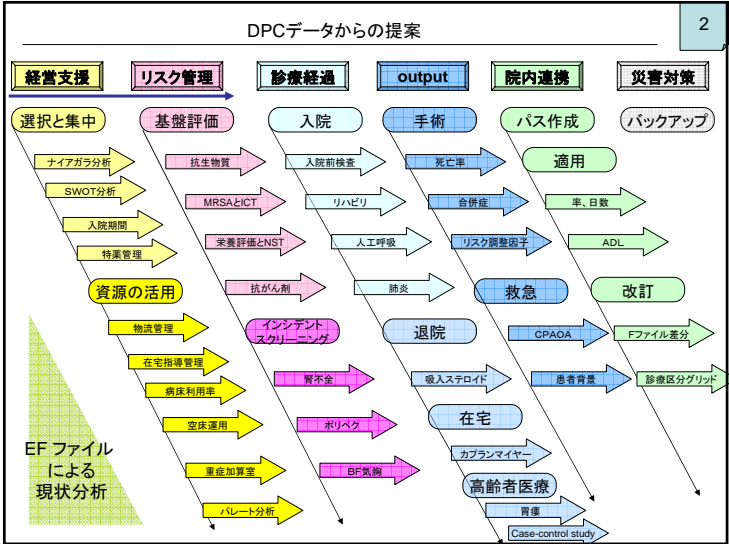 DPCデータからの提案
2
経営支援
リスク管理
診療経過
output
院内連携
災害対策
選択と集中
ナイアガラ分析
SWOT分析
入院期間
特薬管理
資源の活用
物流管理
在宅指導管理
病床利用率
空床運用
重症加算室
パレート分析
EF ファイル
による
現状分析
基盤評価
抗生物質
MRSAとICT
栄養評価とNST
抗がん剤
インシデント
スクリーニング
腎不全
ポリペク
BF気胸
入院
入院前検査
リハビリ
人工呼吸
肺炎
退院
吸入ステロイド
在宅
カプランマイヤー
高齢者医療
胃瘻
Case-control study
手術
死亡率
合併症
リスク調整因子
救急
CPAOA
患者背景
パス作成
適用
率、日数
ADL
改訂
Fファイル差分
診療区分グリッド
バックアップ